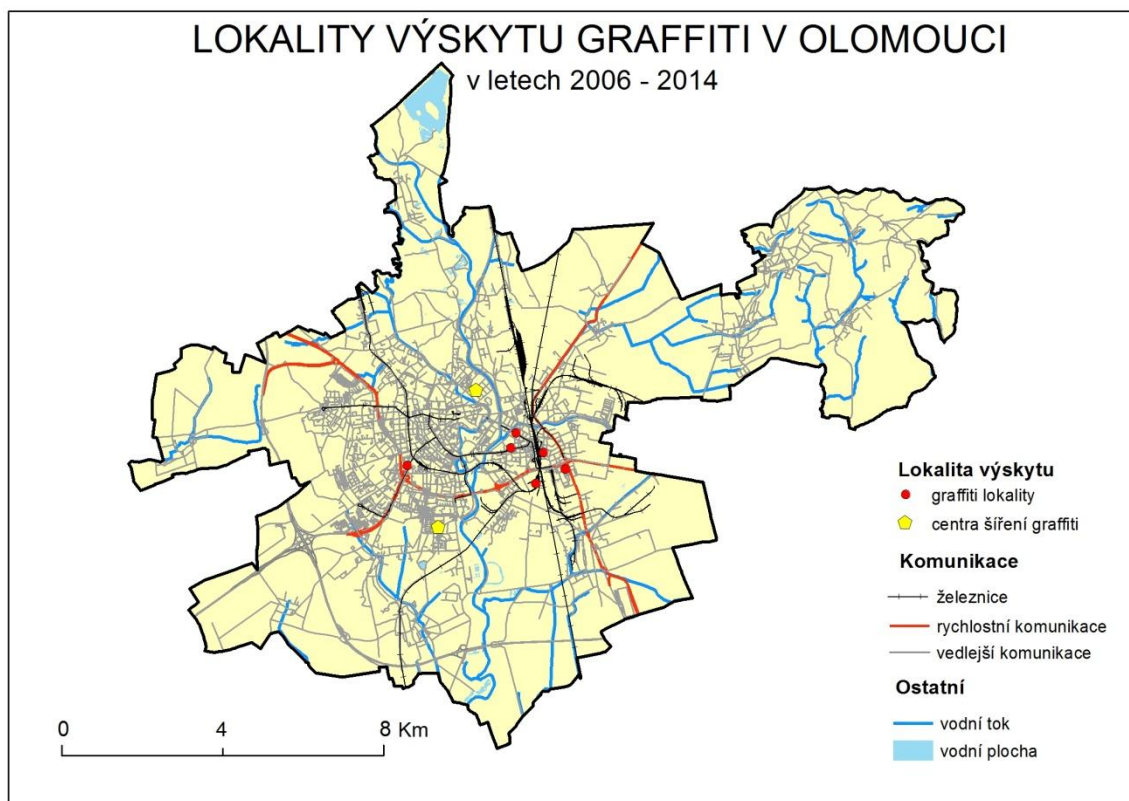 LOKALITY VÝSKYTU GRAFFITI V OLOMOUCI
v letech 2006 - 2014
Lokalita výskytu
graffiti lokality
centra šíření graffiti
Komunikace
železnice
rychlostní komunikace
vedlejší komunikace
Ostatní
vodní tok
vodní plocha
0 4 8 Km